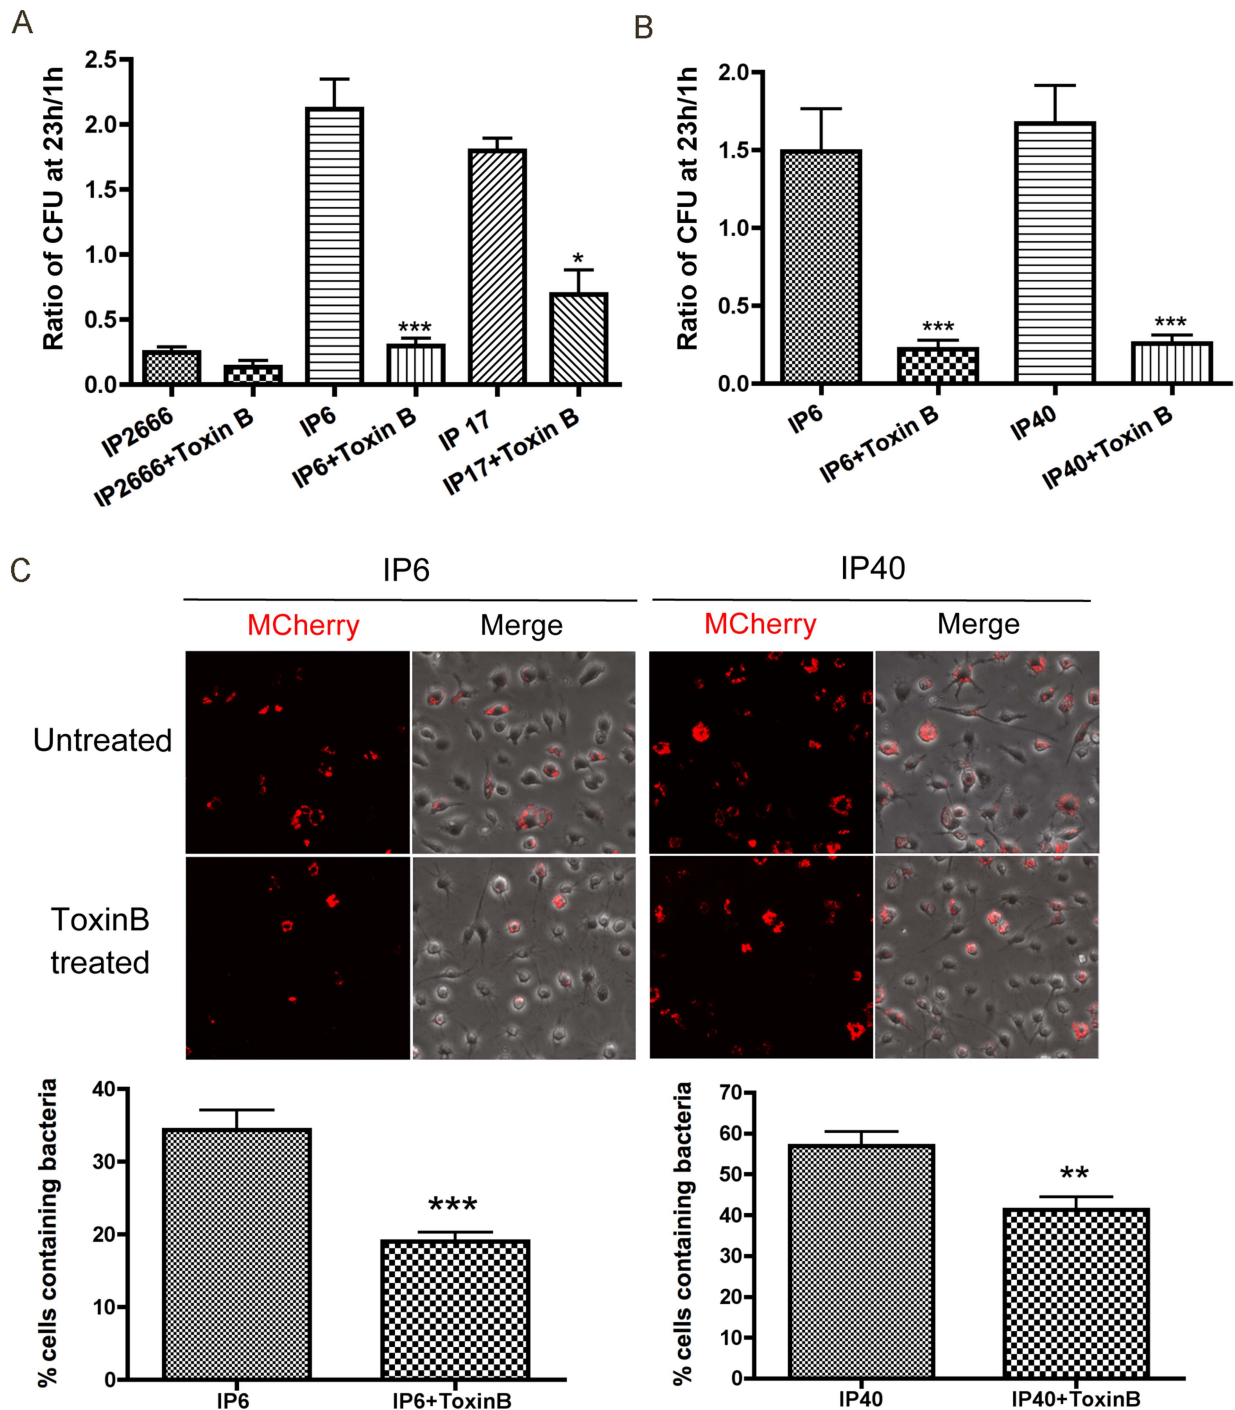 A
Ratio of CFU at 23h/1h
2.5
2.0
1.5
1.0
0.5
0.0
***
*
IP2666
IP2666+Toxin B
IP6
IP6+Toxin B
IP 17
IP17+Toxin B
B
Ratio of CFU at 23h/1h
2.0
1.5
1.0
0.5
0.0
***
***
IP6
IP6+Toxin B
IP40
IP40+Toxin B
C
IP6 IP40
MCherry Merge MCherry Merge
Untreated
ToxinB
treated
% cells containing bacteria
40
30
20
10
0
***
IP6 IP6+ToxinB
% cells containing bacteria
70
60
50
40
30
20
10
0
**
IP40 IP40+ToxinB